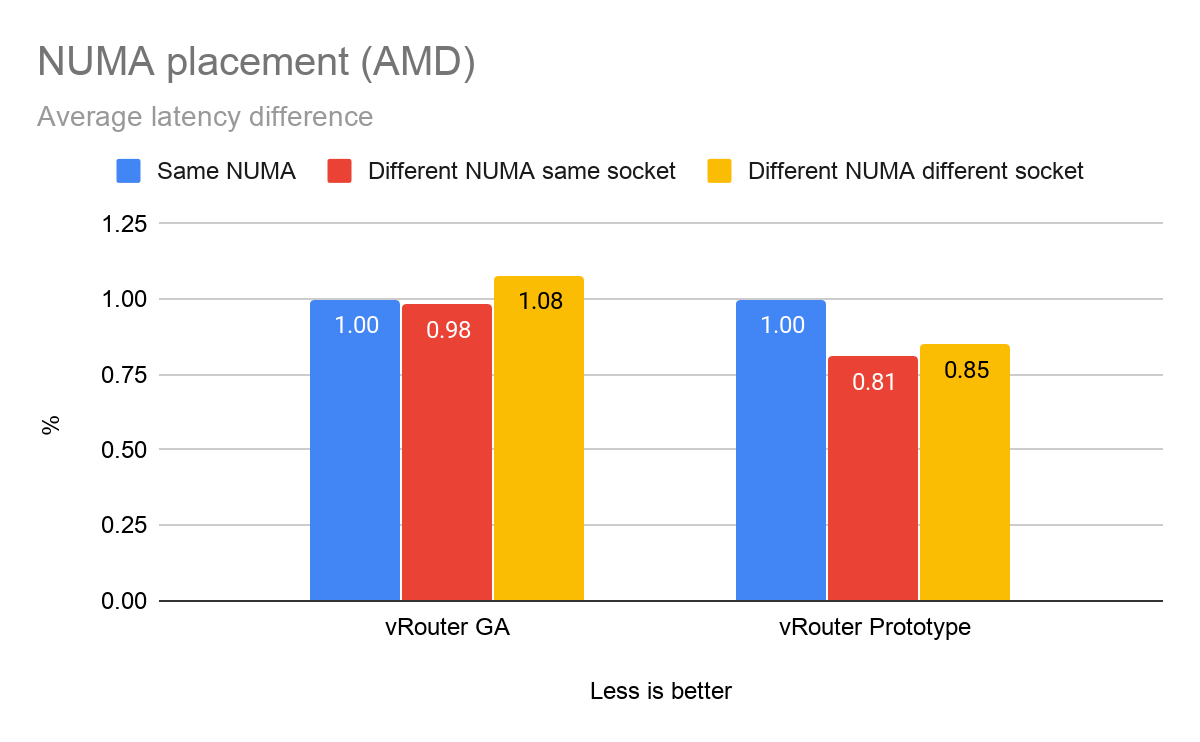 NUMA placement (AMD)
Average latency difference
Same NUMA Different NUMA same socket Different NUMA different socket
1.25
1.00
0.75
0.50
0.25
0.00
%
1.00 0.98 1.08 1.00 0.81 0.85
vRouter GA vRouter Prototype
Less is better